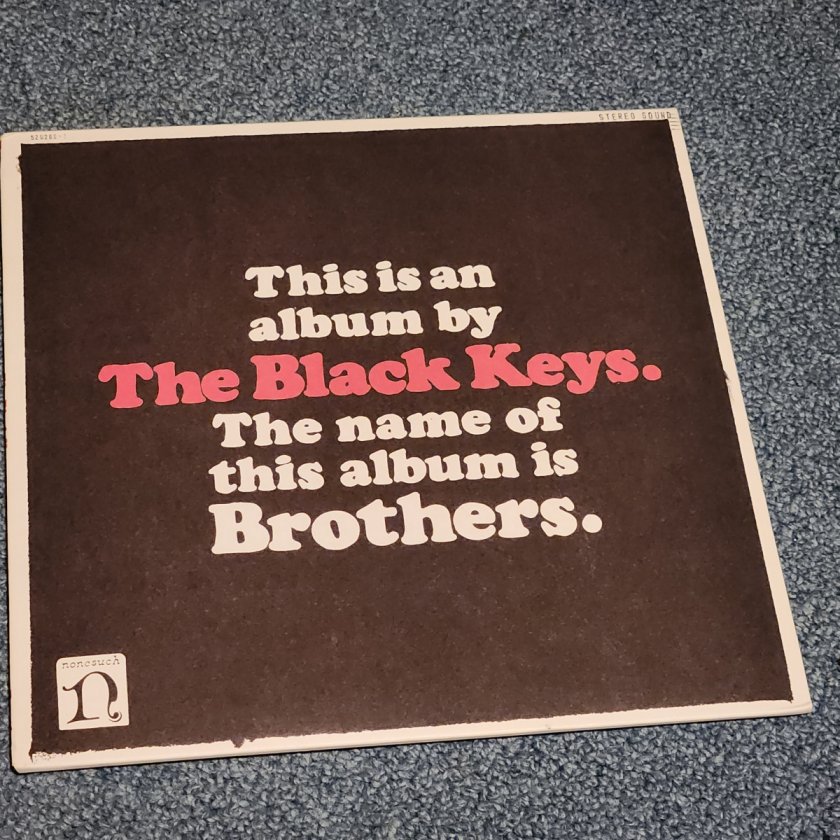 STEREO SOUND
This is an
album by
The Black Keys.
The name of
this album is
Brothers.
nonesuch
n